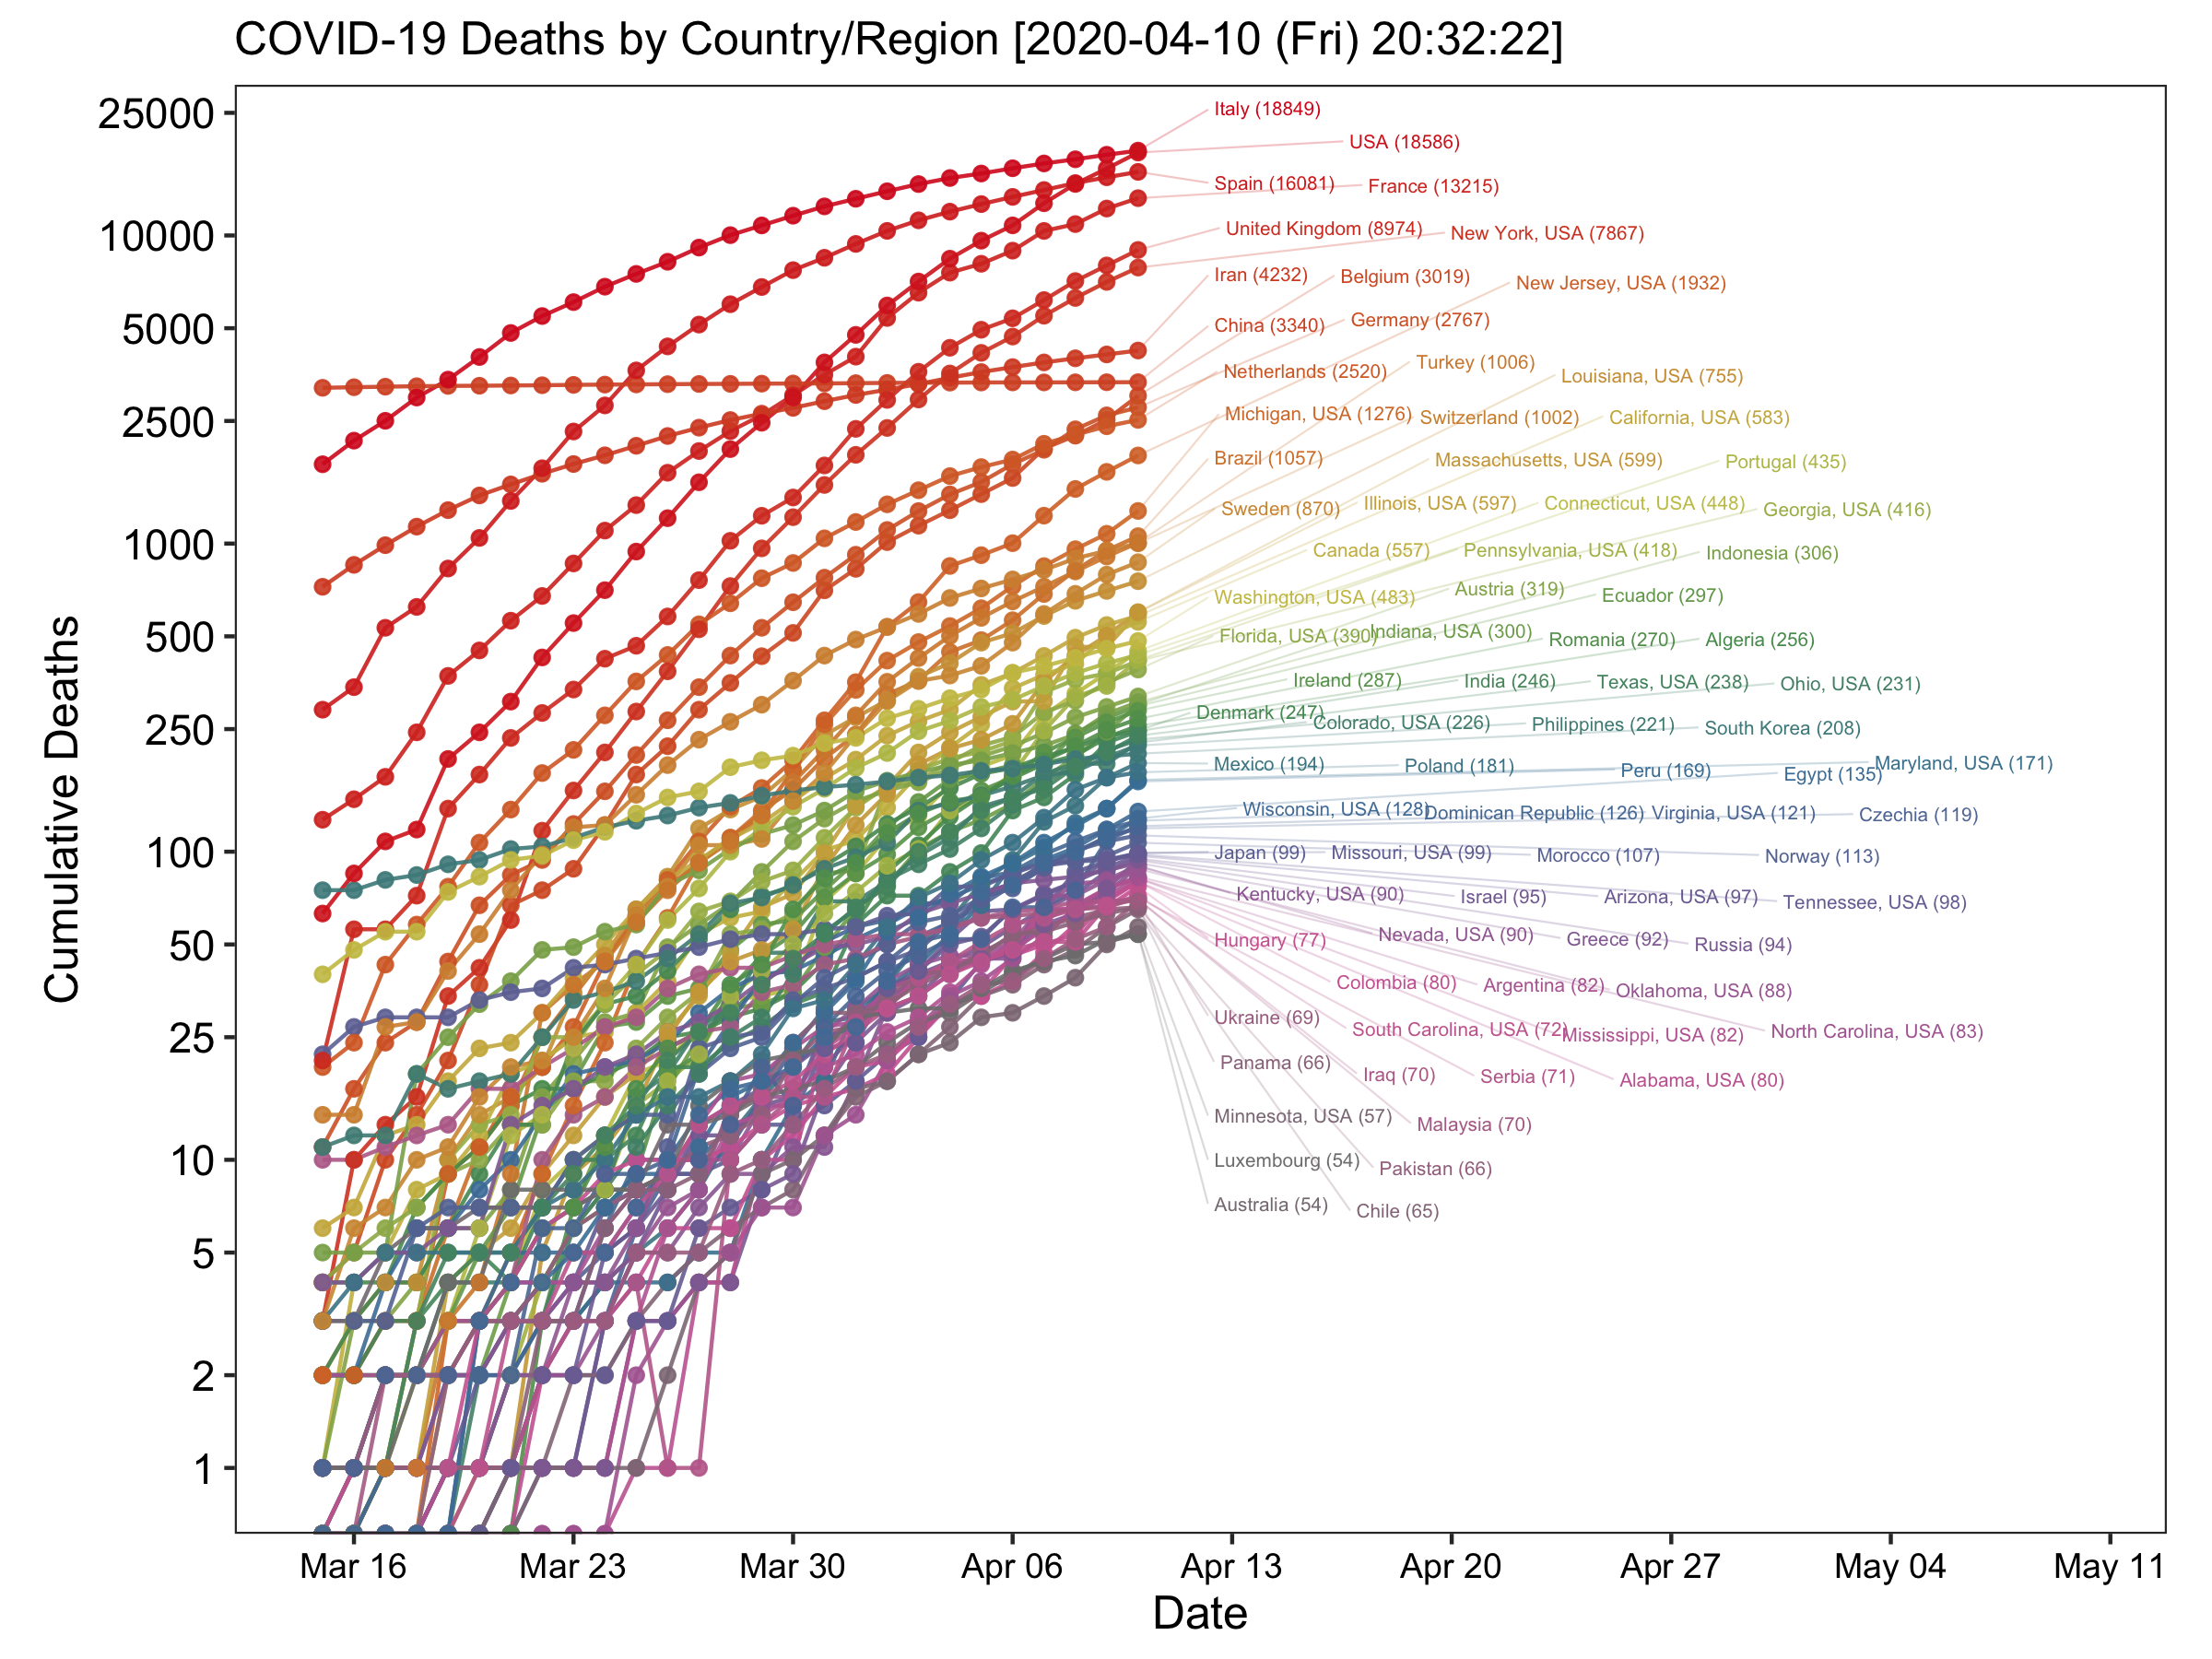 COVID-19 Deaths by Country/Region [2020-04-10 (Fri) 20:32:22]
Cumulative Deaths
25000
10000
5000
2500
1000
500
250
100
50
25
10
5
2
1
Italy (18849)
USA (18586)
Spain (16081)
France (13215)
United Kingdom (8974)
New York, USA (7867)
Iran (4232)
Belgium (3019)
New Jersey, USA (1932)
China (3340)
Germany (2767)
Turkey (1006)
Netherlands (2520)
Louisiana, USA (755)
Michigan, USA (1276)
Switzerland (1002)
California, USA (583)
Brazil (1057)
Massachusetts, USA (599)
Portugal (435)
Sweden (870)
Illinois, USA (597)
Connecticut, USA (448)
Georgia, USA (416)
Canada (557)
Pennsylvania, USA (418)
Indonesia (306)
Washington, USA (483)
Austria (319)
Ecuador (297)
Florida, USA (390)
Indiana, USA (300)
Romania (270)
Algeria (256)
Ireland (287)
India (246)
Texas, USA (238)
Ohio, USA (231)
Denmark (247)
Colorado, USA (226)
Philippines (221)
South Korea (208)
Mexico (194)
Poland (181)
Peru (169)
Egypt (135)
Maryland, USA (171)
Wisconsin, USA (128)
Dominican Republic (126)
Virginia, USA (121)
Czechia (119)
Japan (99)
Missouri, USA (99)
Morocco (107)
Norway (113)
Kentucky, USA (90)
Israel (95)
Arizona, USA (97)
Tennessee, USA (98)
Hungary (77)
Nevada, USA (90)
Greece (92)
Russia (94)
Colombia (80)
Argentina (82)
Oklahoma, USA (88)
Ukraine (69)
South Carolina, USA (72)
Mississippi, USA (82)
North Carolina, USA (83)
Panama (66)
Iraq (70)
Serbia (71)
Alabama, USA (80)
Minnesota, USA (57)
Malaysia (70)
Luxembourg (54)
Pakistan (66)
Australia (54)
Chile (65)
Mar 16
Mar 23
Mar 30
Apr 06
Apr 13
Apr 20
Apr 27
May 04
May 11
Date